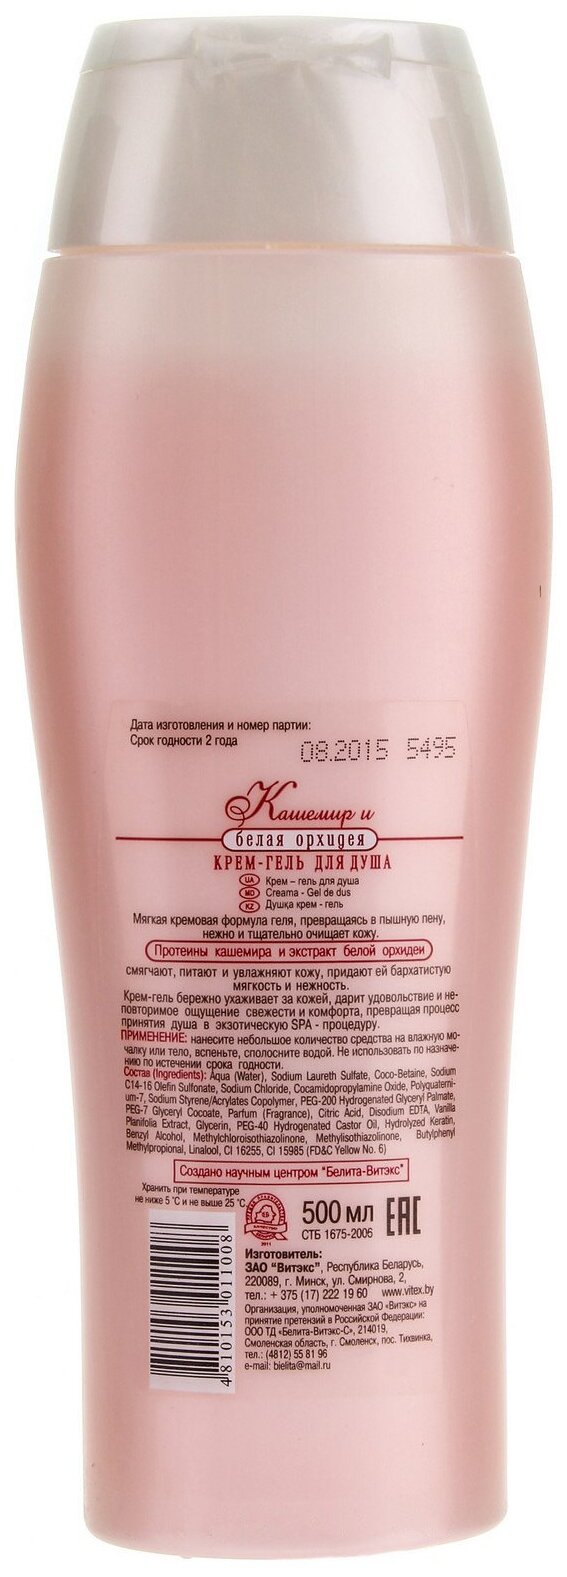 Дата изготовления и номер партии:
Срок годности 2 года
08.2015 5495
Кашемир и
белая орхидея
КРЕМ-ГЕЛЬ ДЛЯ ДУША
UA Крем – гель для душа
MD Creama - Gel de dus
KZ Душқа крем - гель
Мягкая кремовая формула геля, превращаясь в пышную пену,
нежно и тщательно очищает кожу.
Протеины кашемира и экстракт белой орхидеи
смягчают, питают и увлажняют кожу, придают ей бархатистую
мягкость и нежность.
Крем-гель бережно ухаживает за кожей, дарит удовольствие и не-
повторимое ощущение свежести и комфорта, превращая процесс
принятия душа в экзотическую SPA - процедуру.
ПРИМЕНЕНИЕ: нанесите небольшое количество средства на влажную мо-
чалку или тело, вспеньте, сполосните водой. Не использовать по назначе-
нию по истечении срока годности.
Состав (Ingredients): Aqua (Water), Sodium Laureth Sulfate, Coco-Betaine, Sodium
C14-16 Olefin Sulfonate, Sodium Chloride, Cocamidopropylamine Oxide, Polyquaterni-
um-7, Sodium Styrene/Acrylates Copolymer, PEG-200 Hydrogenated Glyceryl Palmate,
PEG-7 Glyceryl Cocoate, Parfum (Fragrance), Citric Acid, Disodium EDTA, Vanilla
Planifolia Extract, Glycerin, PEG-40 Hydrogenated Castor Oil, Hydrolyzed Keratin,
Benzyl Alcohol, Methylchloroisothiazolinone, Methylisothiazolinone, Butylphenyl
Methylpropional, Linalool, CI 16255, CI 15985 (FD&C Yellow No. 6)
Создано научным центром "Белита-Витэкс"
Хранить при температуре
не ниже 5 °С и не выше 25 °С
500 мл
СТБ 1675-2006
EAC
2011
Изготовитель:
ЗАО "Витэкс", Республика Беларусь,
220089, г. Минск, ул. Смирнова, 2,
тел.: + 375 (17) 222 19 60 www.vitex.by
Организация, уполномоченная ЗАО «Витэкс» на
принятие претензий в Российской Федерации:
ООО ТД «Белита-Витэкс-С», 214019,
Смоленская область, г. Смоленск, пос. Тихвинка,
тел.: (4812) 55 81 96
e-mail: bielita@mail.ru
4 810153 011008